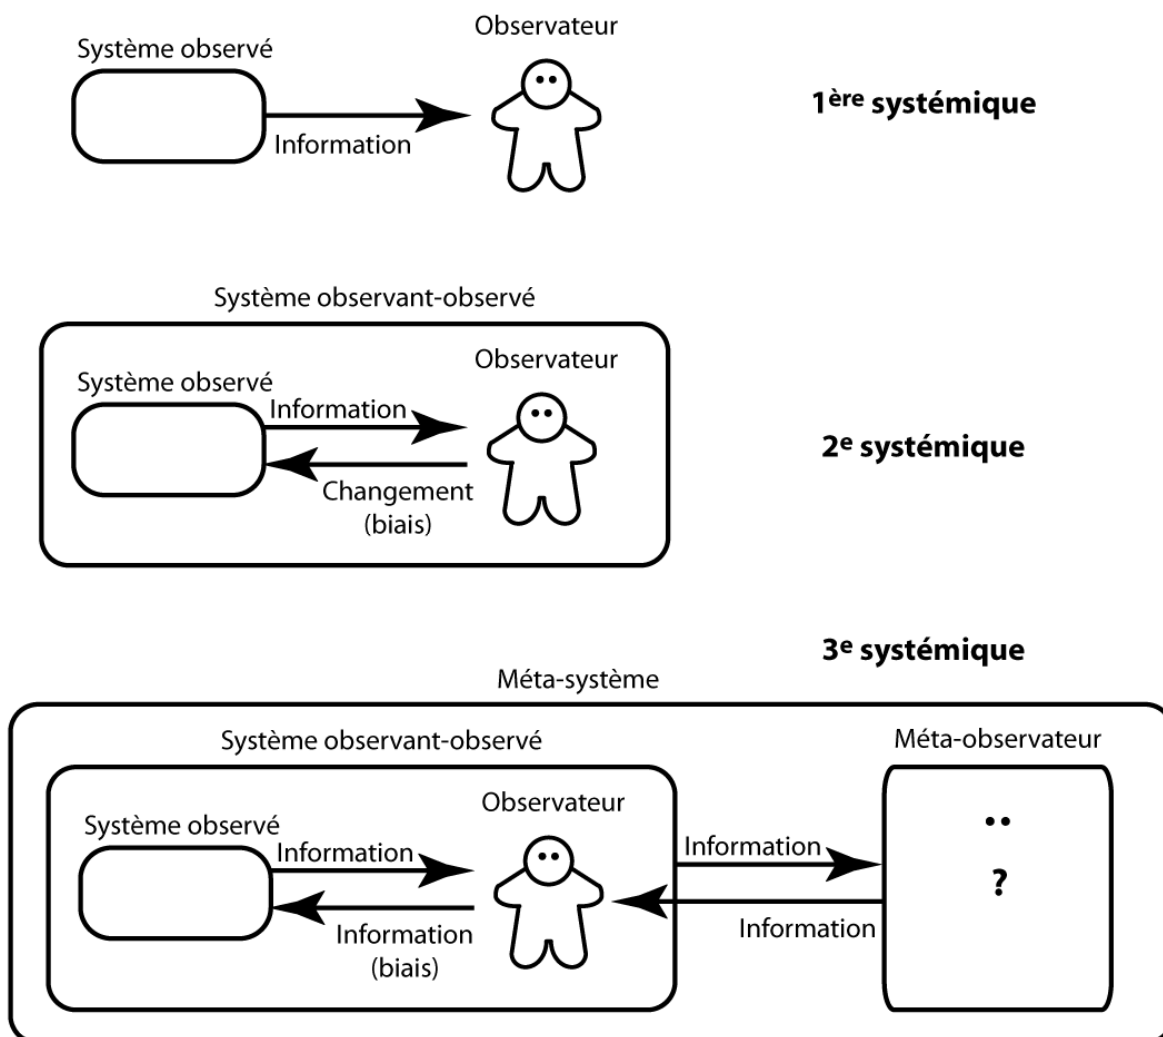 Système observé
Observateur
Information
1ère systémique
Système observant-observé
Système observé
Observateur
Information
Changement
(biais)
2e systémique
3e systémique
Méta-système
Système observant-observé
Méta-observateur
Système observé
Observateur
Information
Information
(biais)
Information
Information
?